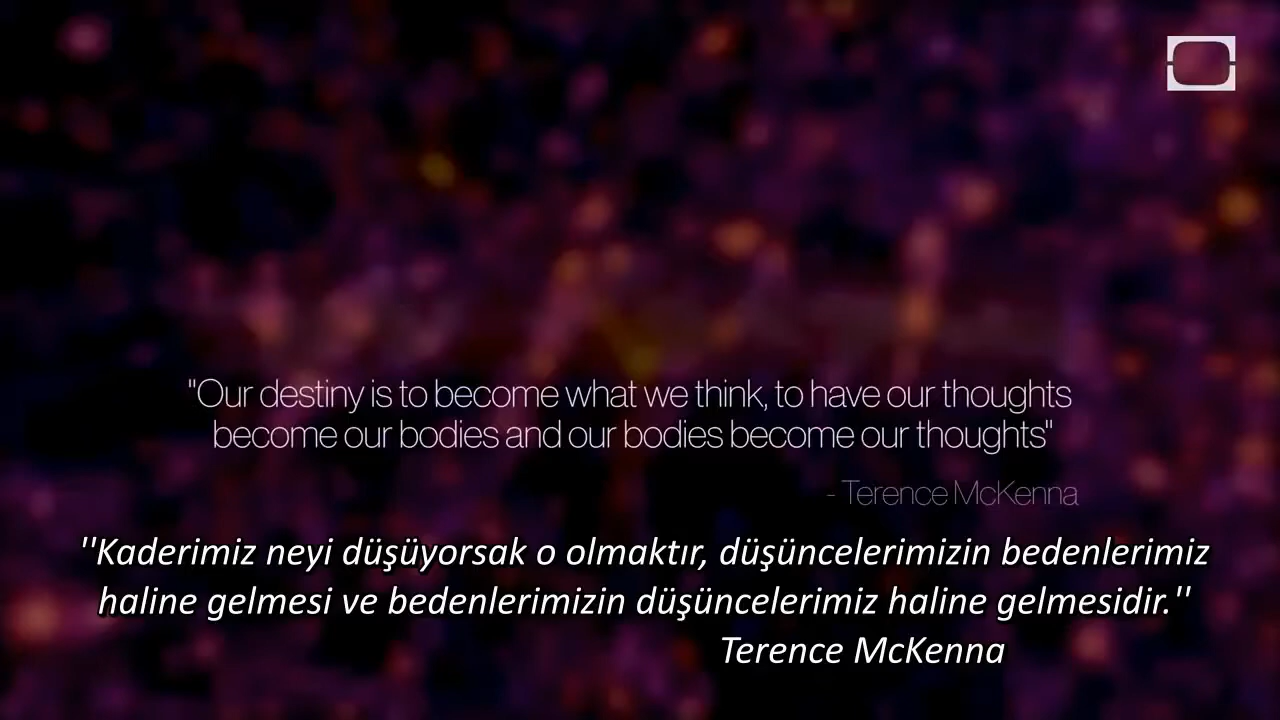 "Our destiny is to become what we think, to have our thoughts
become our bodies and our bodies become our thoughts"
- Terence McKenna
''Kaderimiz neyi düşüyorsak o olmaktır, düşüncelerimizin bedenlerimiz
haline gelmesi ve bedenlerimizin düşüncelerimiz haline gelmesidir.''
Terence McKenna